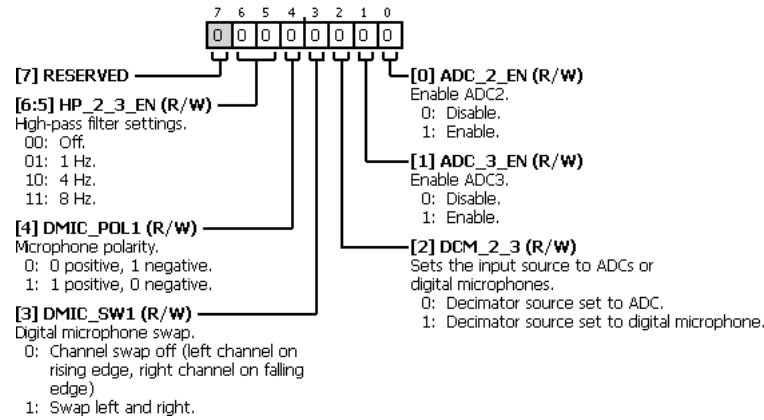 7 6 5 4 3 2 1 0
0 0 0 0 0 0 0 0
[7] RESERVED
[6:5] HP_2_3_EN (R/W)
High-pass filter settings.
00: Off.
01: 1 Hz.
10: 4 Hz.
11: 8 Hz.
[4] DMIC_POL1 (R/W)
Microphone polarity.
0: 0 positive, 1 negative.
1: 1 positive, 0 negative.
[3] DMIC_SW1 (R/W)
Digital microphone swap.
0: Channel swap off (left channel on
rising edge, right channel on falling
edge)
1: Swap left and right.
[0] ADC_2_EN (R/W)
Enable ADC2.
0: Disable.
1: Enable.
[1] ADC_3_EN (R/W)
Enable ADC3.
0: Disable.
1: Enable.
[2] DCM_2_3 (R/W)
Sets the input source to ADCs or
digital microphones.
0: Decimator source set to ADC.
1: Decimator source set to digital microphone.